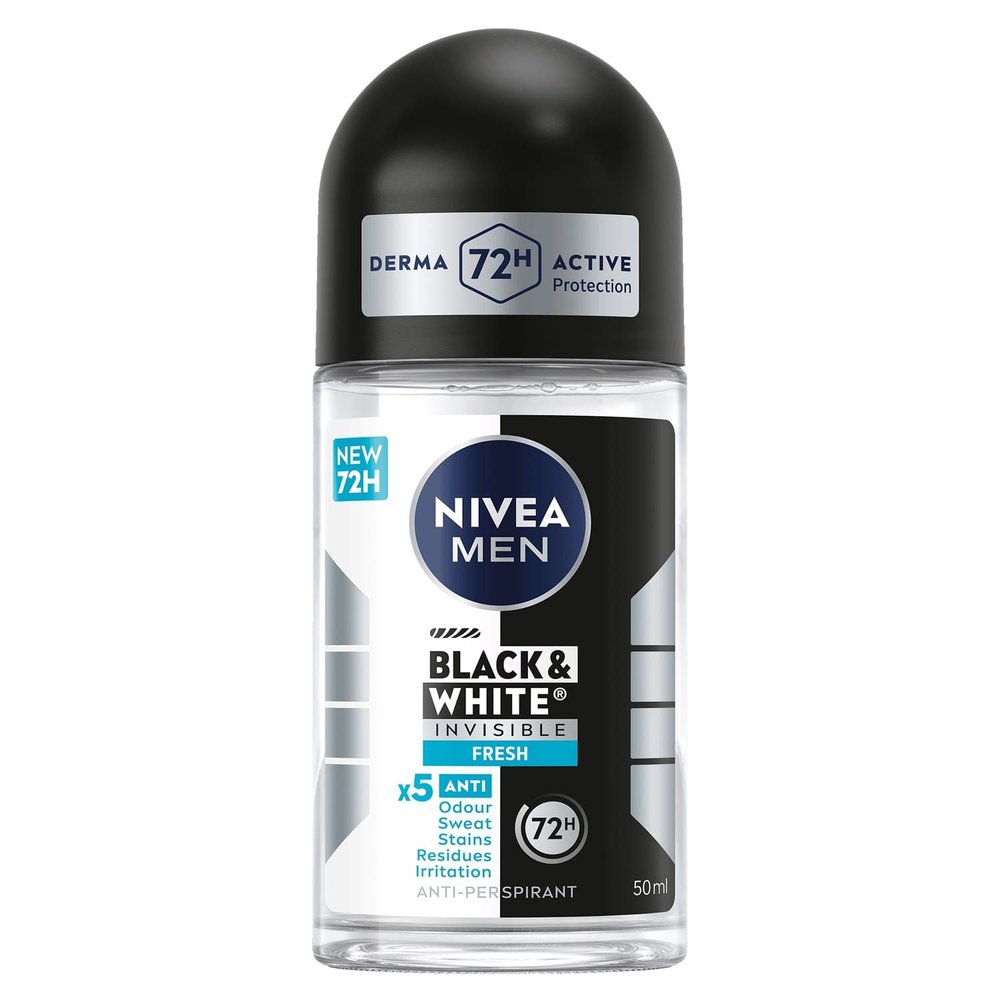 DERMA 72H ACTIVE
Protection
NEW
72H
NIVEA
MEN
BLACK&
WHITE®
INVISIBLE
FRESH
x5 ANTI
Odour
Sweat
Stains
Residues
Irritation
72H
ANTI-PERSPIRANT
50ml